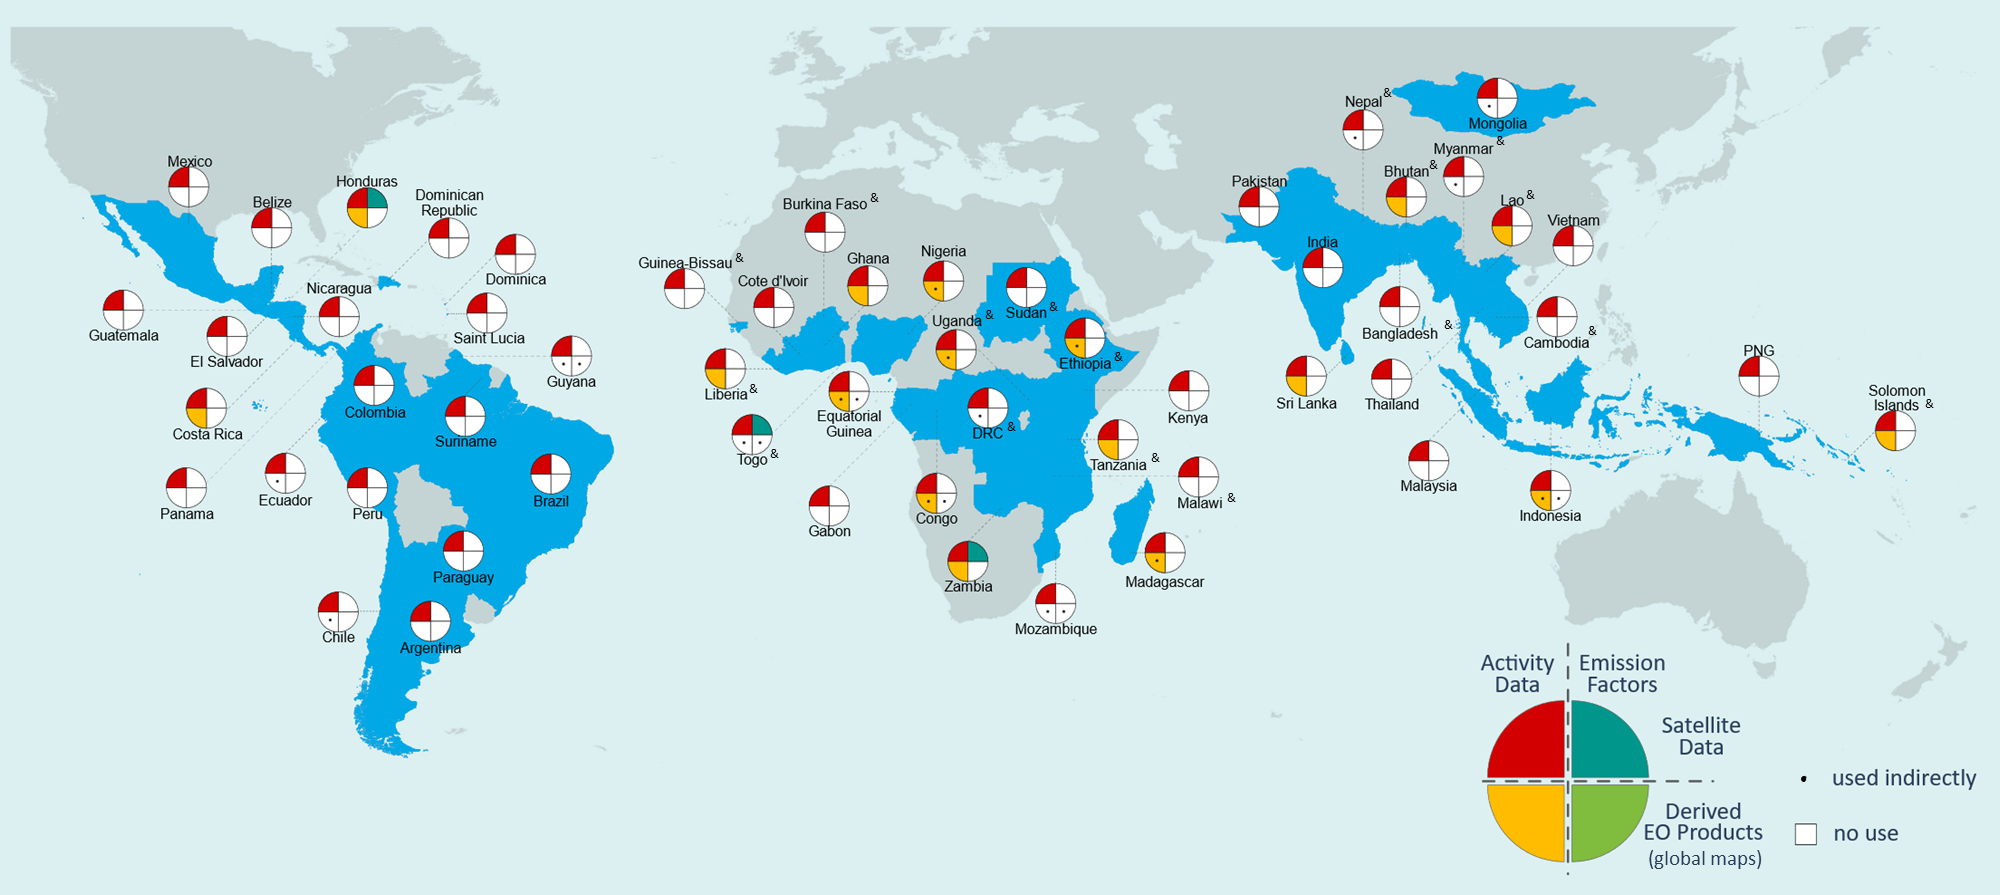 Mexico
Belize
Honduras
Dominican
Republic
Dominica
Nicaragua
Guatemala
El Salvador
Saint Lucia
Guyana
Colombia
Suriname
Costa Rica
Panama
Ecuador
Peru
Brazil
Paraguay
Chile
Argentina
Burkina Faso &
Guinea-Bissau &
Cote d'Ivoir
Ghana
Nigeria
Uganda &
Sudan &
Ethiopia &
Liberia &
Equatorial
Guinea
DRC &
Kenya
Togo &
Tanzania &
Malawi &
Gabon
Congo
Zambia
Madagascar
Mozambique
Nepal &
Mongolia
Myanmar &
Bhutan &
Pakistan
Lao &
Vietnam
India
Bangladesh &
Cambodia &
Sri Lanka
Thailand
PNG
Solomon
Islands &
Malaysia
Indonesia
Activity
Data
Emission
Factors
Satellite
Data
Derived
EO Products
(global maps)
• used indirectly
no use